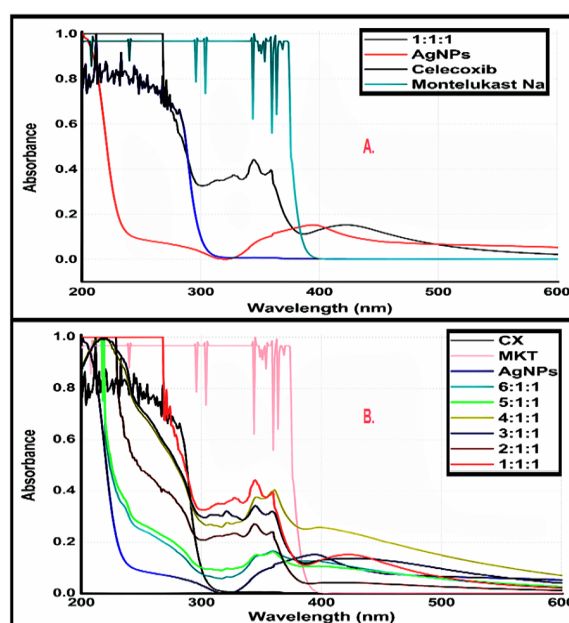 1:1:1
AgNPs
Celecoxib
Montelukast Na
A.
Absorbance
1.0
0.8
0.6
0.4
0.2
0.0
200 300 400 500 600
Wavelength (nm)
CX
MKT
AgNPs
6:1:1
5:1:1
4:1:1
3:1:1
2:1:1
1:1:1
B.
Absorbance
1.0
0.8
0.6
0.4
0.2
0.0
200 300 400 500 600
Wavelength (nm)